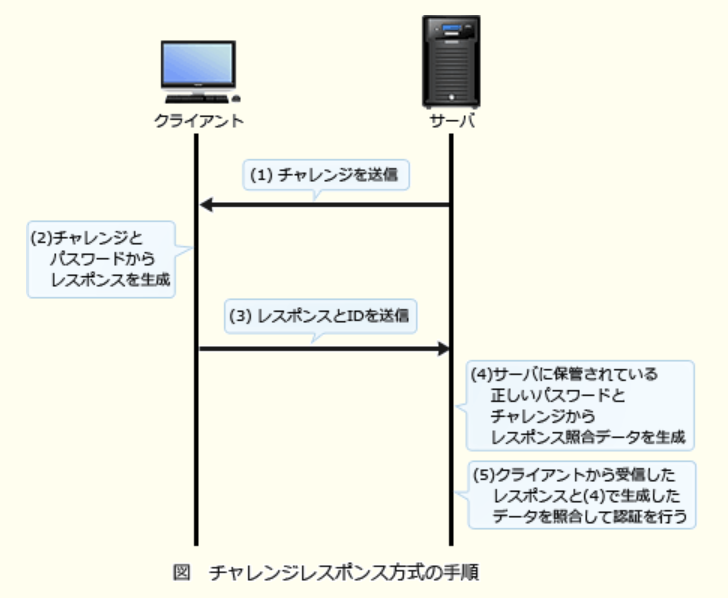 クライアント
サーバ
(1) チャレンジを送信
(2)チャレンジと
パスワードから
レスポンスを生成
(3) レスポンスとIDを送信
(4)サーバに保管されている
正しいパスワードと
チャレンジから
レスポンス照合データを生成
(5)クライアントから受信した
レスポンスと(4)で生成した
データを照合して認証を行う
図 チャレンジレスポンス方式の手順